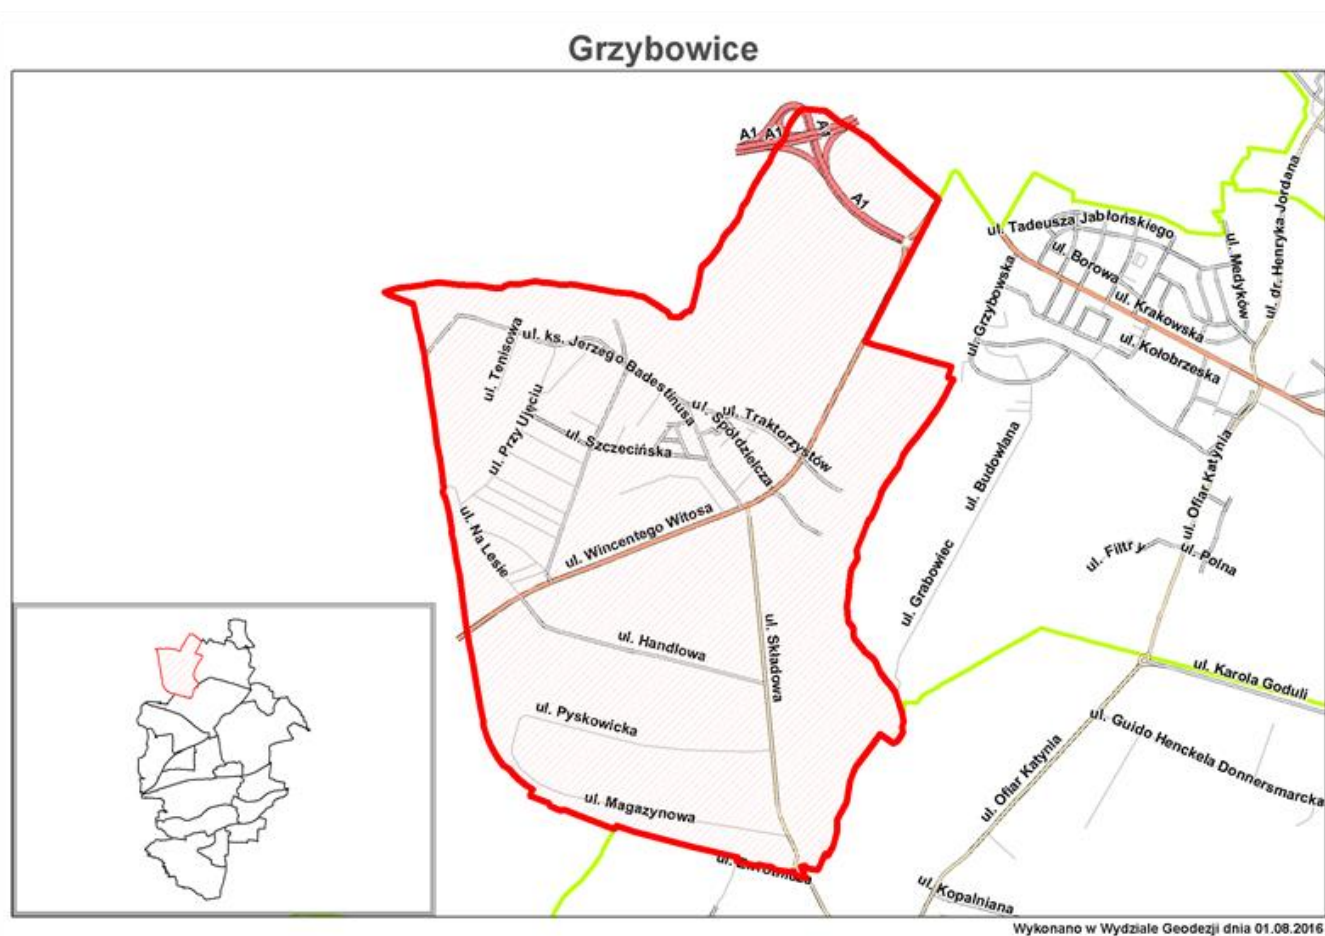 Grzybowice
A1
A1
A1
A1
ul. Tadeusza Jabłońskiego
ul. Borowa
ul. Medyków
ul. dr. Henryka Jordana
ul. Grzybowska
ul. Krakowska
ul. Kołobrzeska
ul. Tenisowa
ul. ks. Jerzego Badestinusa
ul. Przy Ujęciu
ul. Szczecińska
ul. Spółdzielcza
ul. Traktorzystów
ul. Budowlana
ul. Ofiar Katynia
ul. Na Lesie
ul. Wincentego Witosa
ul. Filtry
ul. Polna
ul. Grabowiec
ul. Handlowa
ul. Składowa
ul. Karola Goduli
ul. Pyskowicka
ul. Guido Henckela Donnersmarcka
ul. Ofiar Katynia
ul. Magazynowa
ul.
ul. Kopalniana
Wykonano w Wydziale Geodezji dnia 01.08.2016